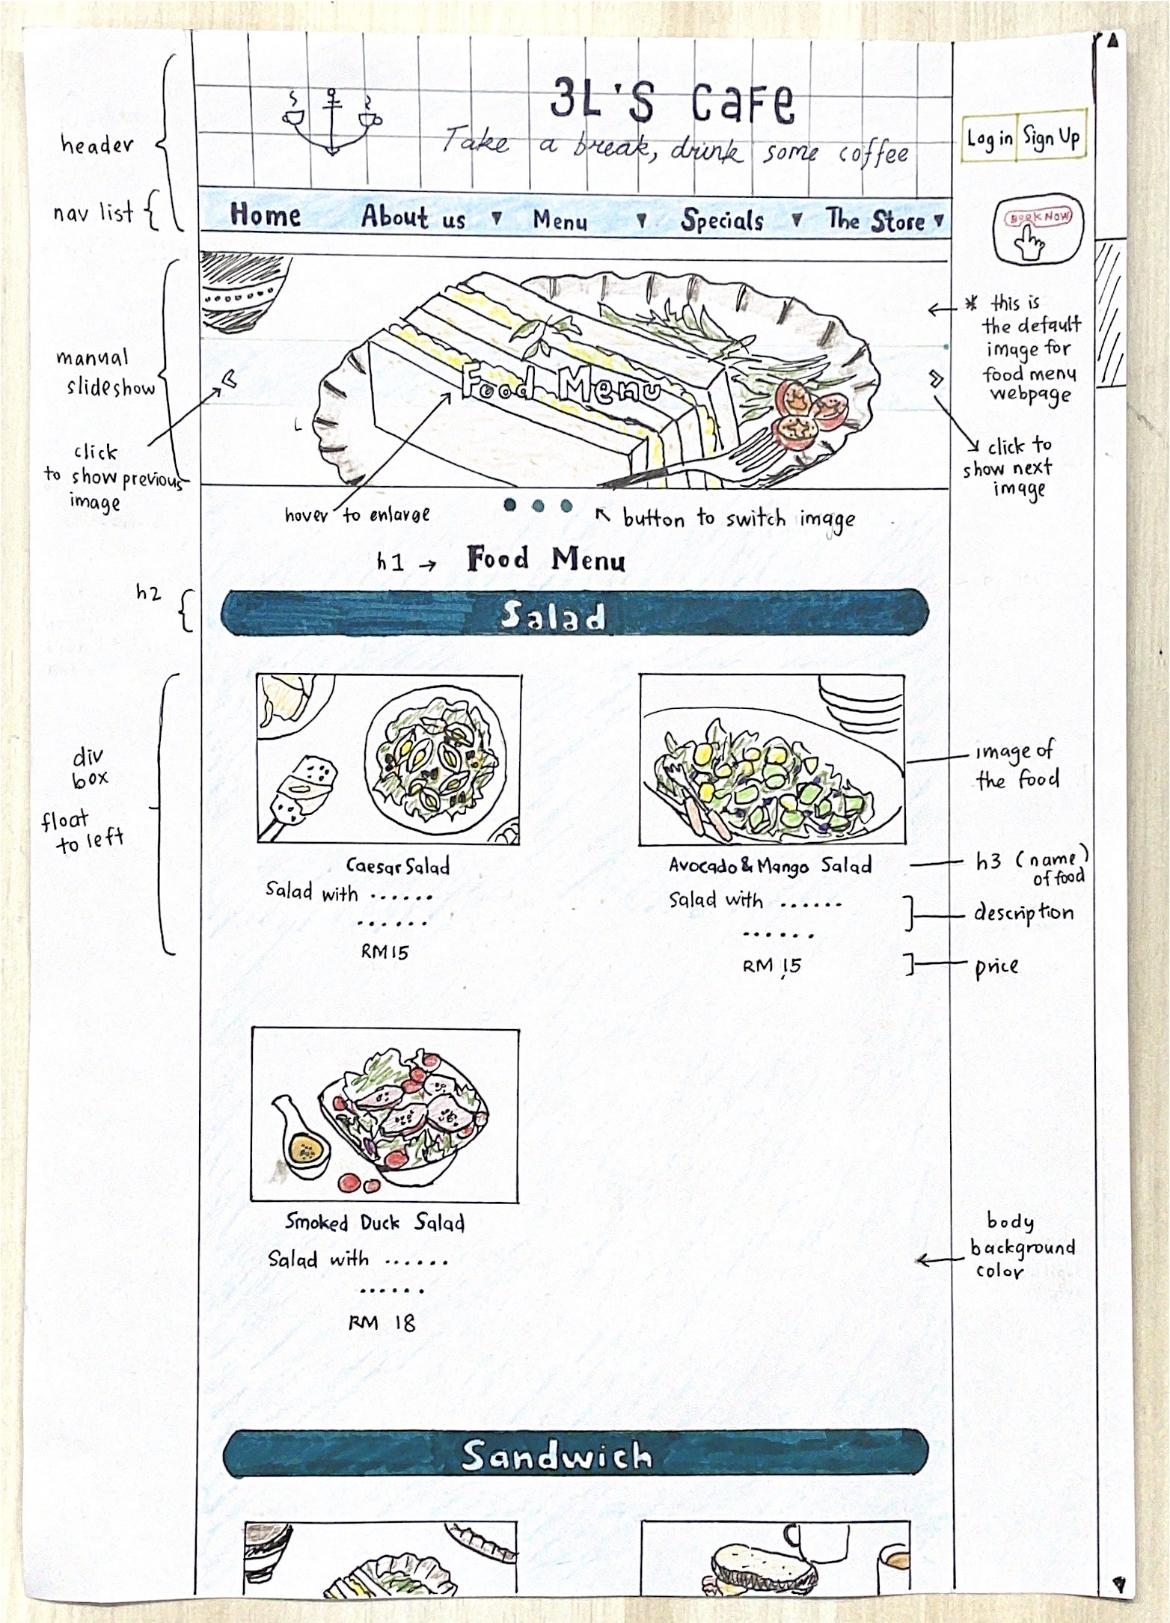 3L'S CaFe
Take a break, drink some coffee
header
Log in Sign Up
nav list
Home About us ▼ Menu ▼ Specials ▼ The Store ▼
BOOK NOW
* this is
the default
image for
food menu
webpage
manual
slideshow
Food Menu
click
to show previous
image
click to
show next
image
hover to enlarge
button to switch image
h1 → Food Menu
h2
Salad
div
box
float
to left
image of
the food
Caesar Salad
Salad with ......
......
RM15
Avocado & Mango Salad
Salad with ......
......
RM 15
h3 (name)
of food
description
price
Smoked Duck Salad
Salad with ......
......
RM 18
body
background
color
Sandwich